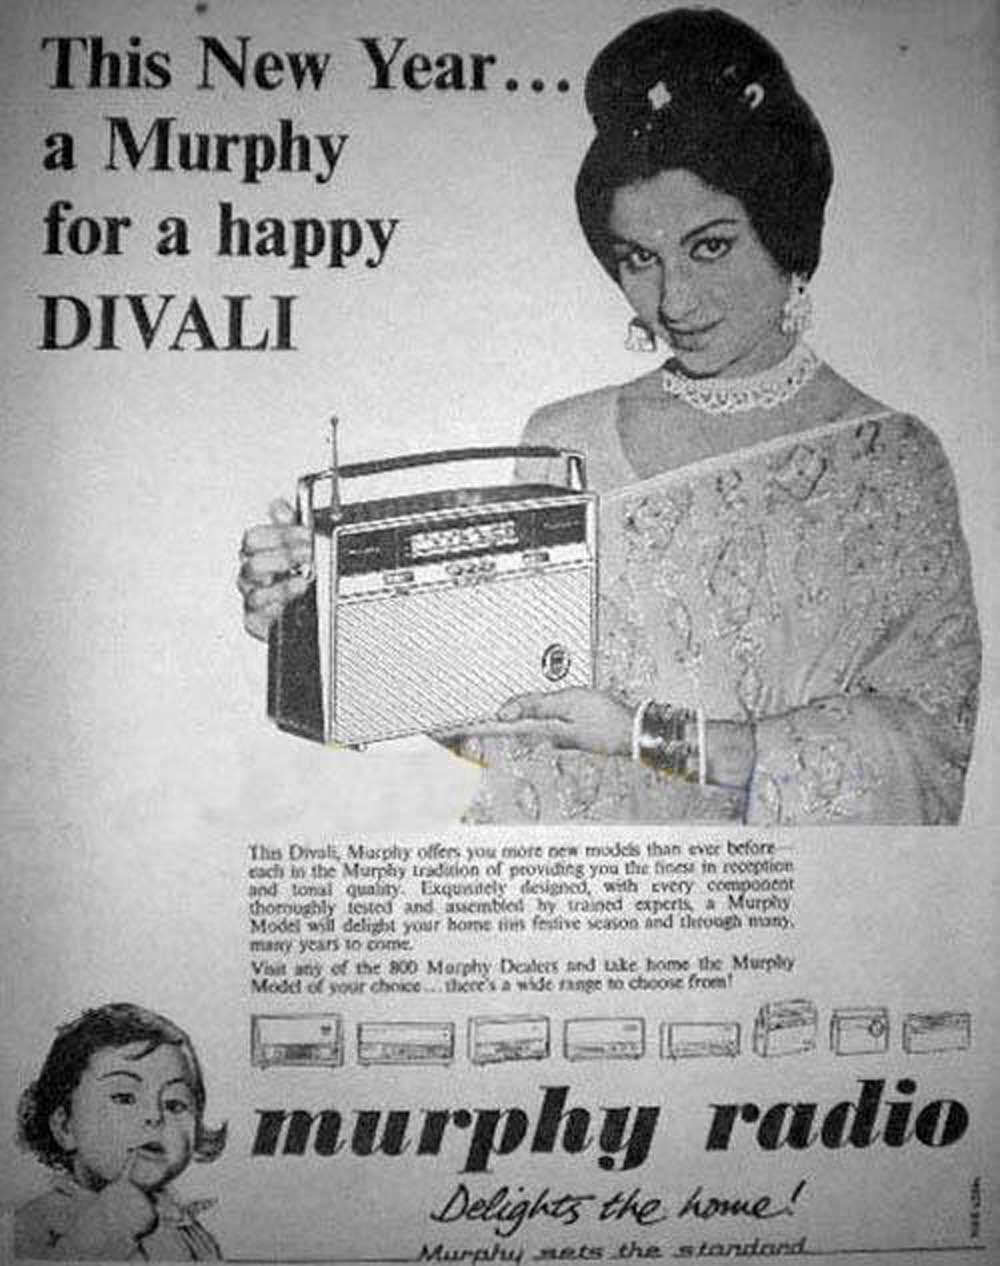 This New Year...
a Murphy
for a happy
DIVALI
This Divali, Murphy offers you more new models than ever before—
each in the Murphy tradition of providing you the finest in reception
and tonal quality. Exquisitely designed, with every component
thoroughly tested and assembled by trained experts, a Murphy
Model will delight your home this festive season and through many,
many years to come.
Visit any of the 800 Murphy Dealers and take home the Murphy
Model of your choice...there's a wide range to choose from!
murphy radio
Delights the home!
Murphy sets the standard